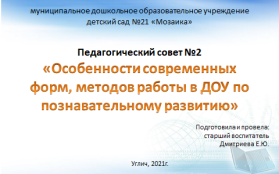 муниципальное дошкольное образовательное учреждение
детский сад №21 «Мозаика»
Педагогический совет №2
«Особенности современных
форм, методов работы в ДОУ по
познавательному развитию»
Подготовила и провела:
старший воспитатель
Дмитриева Е.Ю.
Углич, 2021г.